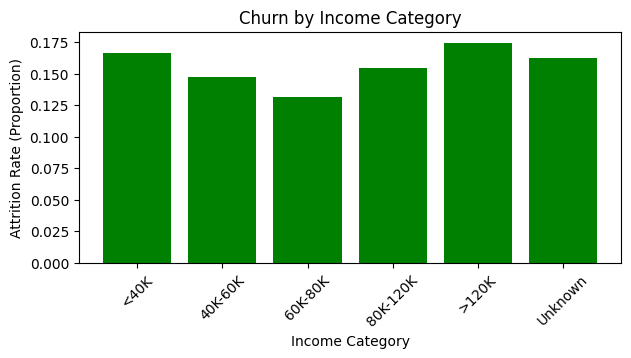 Churn by Income Category
Attrition Rate (Proportion)
0.175
0.150
0.125
0.100
0.075
0.050
0.025
0.000
<40K
40K-60K
60K-80K
80K-120K
>120K
Unknown
Income Category